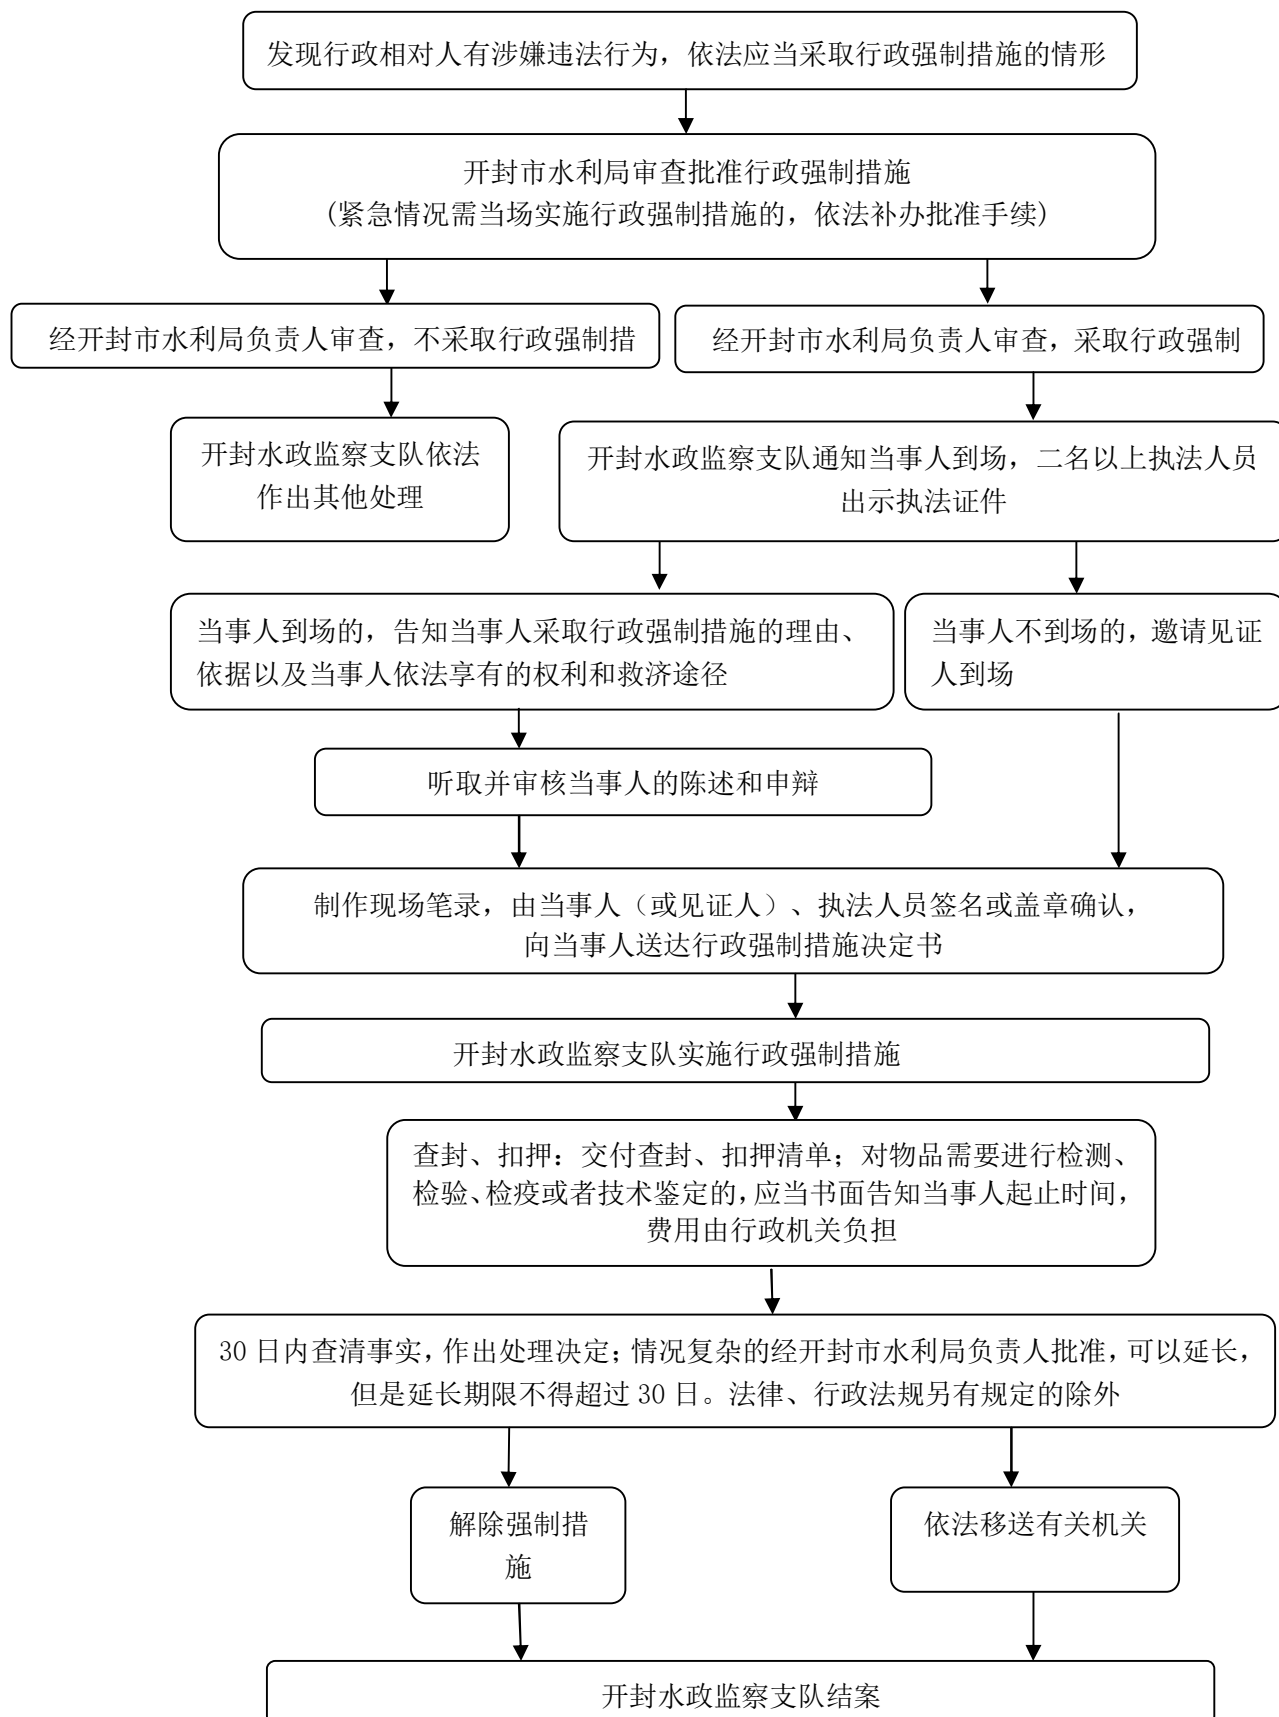 发现行政相对人有涉嫌违法行为，依法应当采取行政强制措施的情形
开封市水利局审查批准行政强制措施
(紧急情况需当场实施行政强制措施的，依法补办批准手续)
经开封市水利局负责人审查，不采取行政强制措
经开封市水利局负责人审查，采取行政强制
开封水政监察支队依法
作出其他处理
开封水政监察支队通知当事人到场，二名以上执法人员
出示执法证件
当事人到场的，告知当事人采取行政强制措施的理由、
依据以及当事人依法享有的权利和救济途径
当事人不到场的，邀请见证
人到场
听取并审核当事人的陈述和申辩
制作现场笔录，由当事人（或见证人）、执法人员签名或盖章确认，
向当事人送达行政强制措施决定书
开封水政监察支队实施行政强制措施
查封、扣押：交付查封、扣押清单；对物品需要进行检测、
检验、检疫或者技术鉴定的，应当书面告知当事人起止时间，
费用由行政机关负担
30日内查清事实，作出处理决定；情况复杂的经开封市水利局负责人批准，可以延长，
但是延长期限不得超过30日。法律、行政法规另有规定的除外
解除强制措
施
依法移送有关机关
开封水政监察支队结案